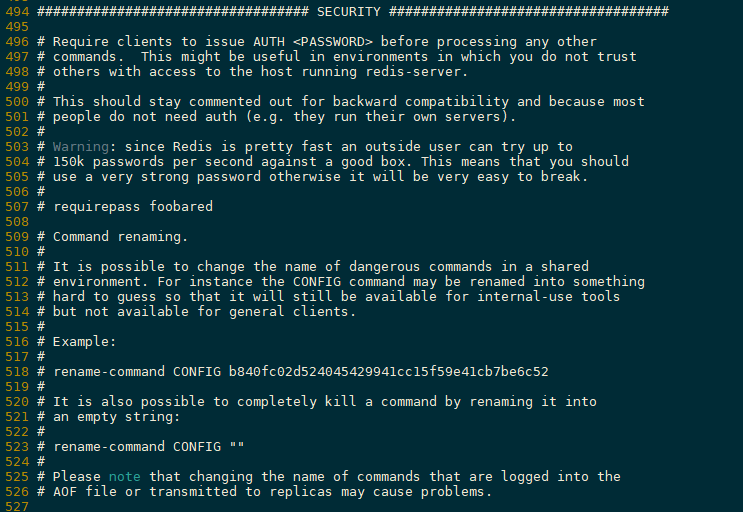 494 ################################## SECURITY ###################################
495
496 # Require clients to issue AUTH <PASSWORD> before processing any other
497 # commands.  This might be useful in environments in which you do not trust
498 # others with access to the host running redis-server.
499 #
500 # This should stay commented out for backward compatibility and because most
501 # people do not need auth (e.g. they run their own servers).
502 #
503 # Warning: since Redis is pretty fast an outside user can try up to
504 # 150k passwords per second against a good box. This means that you should
505 # use a very strong password otherwise it will be very easy to break.
506 #
507 # requirepass foobared
508
509 # Command renaming.
510 #
511 # It is possible to change the name of dangerous commands in a shared
512 # environment. For instance the CONFIG command may be renamed into something
513 # hard to guess so that it will still be available for internal-use tools
514 # but not available for general clients.
515 #
516 # Example:
517 #
518 # rename-command CONFIG b840fc02d524045429941cc15f59e41cb7be6c52
519 #
520 # It is also possible to completely kill a command by renaming it into
521 # an empty string:
522 #
523 # rename-command CONFIG ""
524 #
525 # Please note that changing the name of commands that are logged into the
526 # AOF file or transmitted to replicas may cause problems.
527